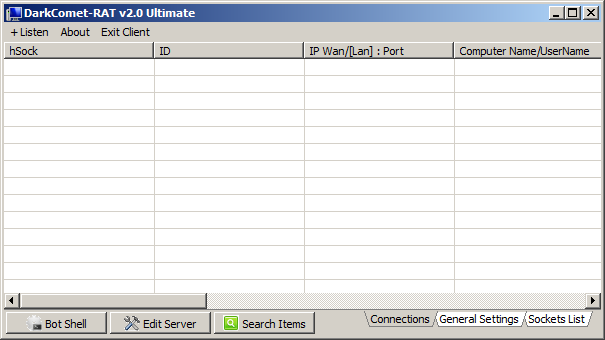 DarkComet-RAT v2.0 Ultimate
+ Listen About Exit Client
hSock ID IP Wan/[Lan] : Port Computer Name/UserName
Bot Shell Edit Server Search Items Connections General Settings Sockets List